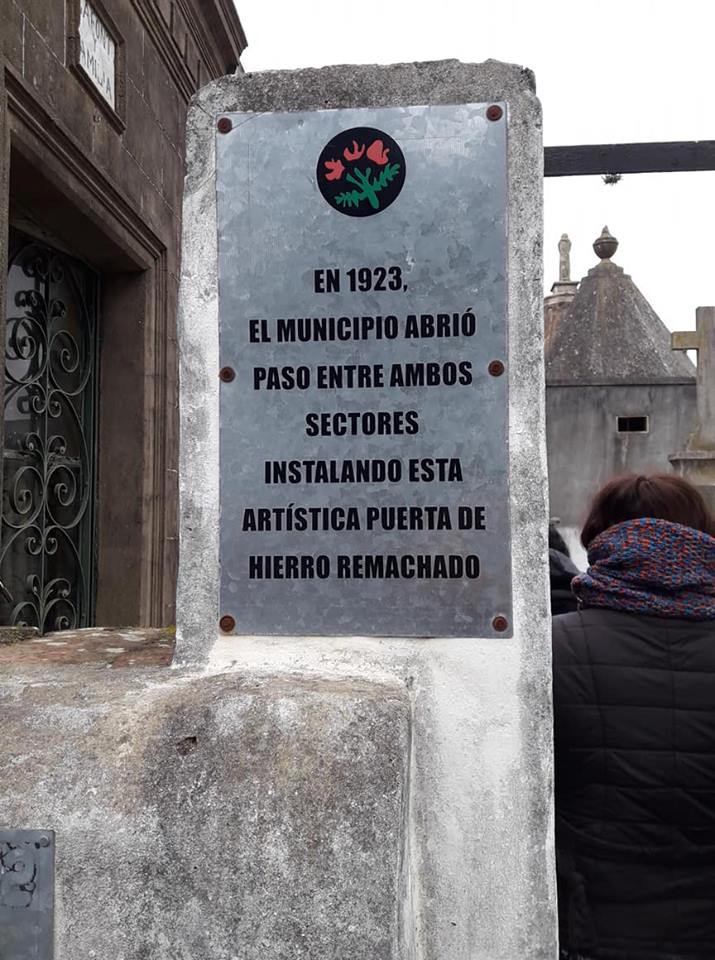 EN 1923,
EL MUNICIPIO ABRIÓ
PASO ENTRE AMBOS
SECTORES
INSTALANDO ESTA
ARTÍSTICA PUERTA DE
HIERRO REMACHADO